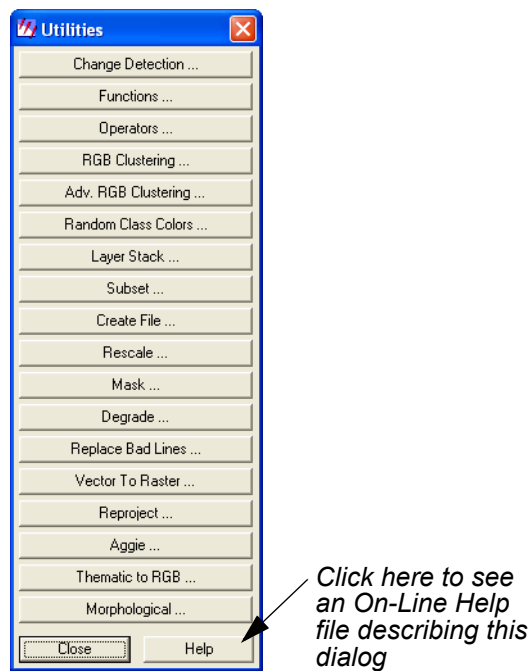 Utilities
Change Detection ...
Functions ...
Operators ...
RGB Clustering ...
Adv. RGB Clustering ...
Random Class Colors ...
Layer Stack ...
Subset ...
Create File ...
Rescale ...
Mask ...
Degrade ...
Replace Bad Lines ...
Vector To Raster ...
Reproject ...
Aggie ...
Thematic to RGB ...
Morphological ...
Close Help
Click here to see
an On-Line Help
file describing this
dialog